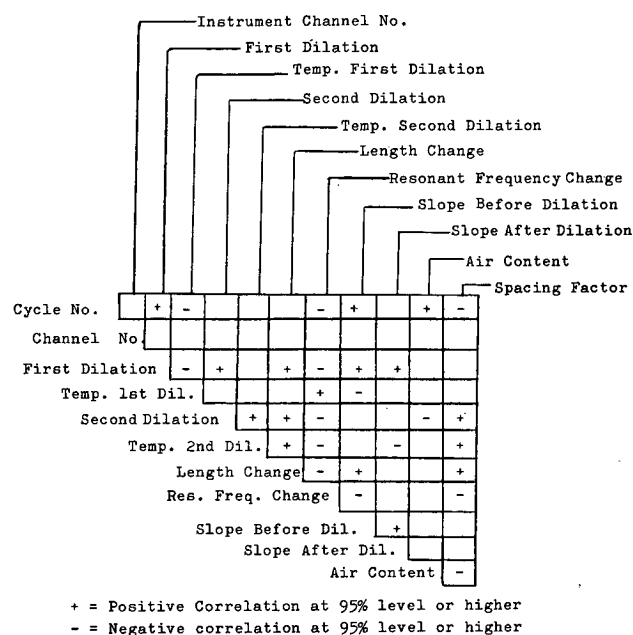 Instrument Channel No.
First Dilation
Temp. First Dilation
Second Dilation
Temp. Second Dilation
Length Change
Resonant Frequency Change
Slope Before Dilation
Slope After Dilation
Air Content
Spacing Factor
Cycle No. + - - + + -
Channel No.
First Dilation - + + - + +
Temp. 1st Dil. + -
Second Dilation + + - - +
Temp. 2nd Dil. + - - +
Length Change - + +
Res. Freq. Change - -
Slope Before Dil. +
Slope After Dil.
Air Content -
+ = Positive Correlation at 95% level or higher
- = Negative correlation at 95% level or higher